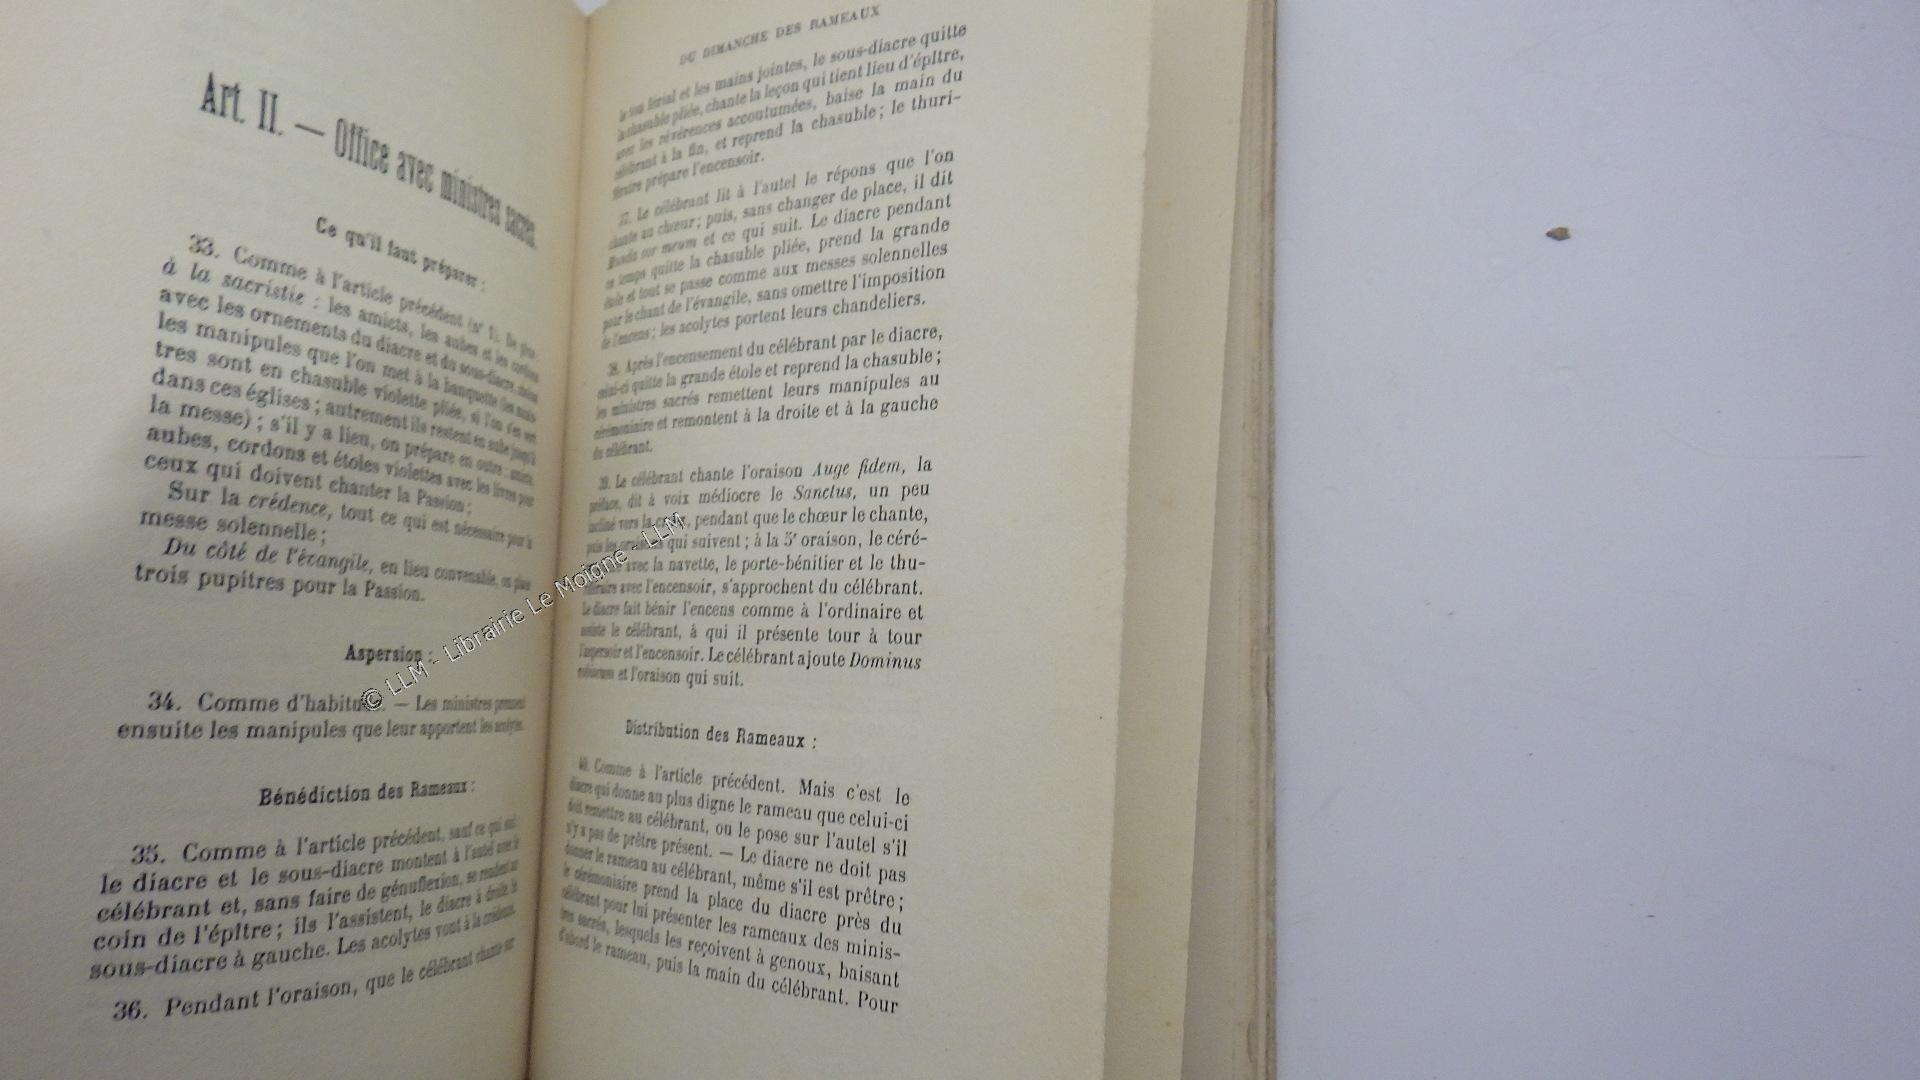 Art. II. — Office avec ministres sacrés.
Ce qu'il faut préparer :
33. Comme à l'article précédent (n° 1). De plus
à la sacristie : les amicts, les aubes et les cordons
avec les ornements du diacre et du sous-diacre, moins
les manipules que l'on met à la banquette (les minis-
tres sont en chasuble violette pliée, si l'on s'en sert
dans ces églises ; autrement ils restent en aube jusqu'à
la messe) ; s'il y a lieu, on prépare en outre : amicts,
aubes, cordons et étoles violettes avec les livres pour
ceux qui doivent chanter la Passion ;
Sur la crédence, tout ce qui est nécessaire pour la
messe solennelle ;
Du côté de l'évangile, en lieu convenable, on place
trois pupitres pour la Passion.
Aspersion :
34. Comme d'habitude. — Les ministres prennent
ensuite les manipules que leur apportent les acolytes.
Bénédiction des Rameaux :
35. Comme à l'article précédent, sauf ce qui suit :
le diacre et le sous-diacre montent à l'autel avec le
célébrant et, sans faire de génuflexion, se rendent au
coin de l'épître ; ils l'assistent, le diacre à droite, le
sous-diacre à gauche. Les acolytes vont à la crédence.
36. Pendant l'oraison, que le célébrant chante sur
DU DIMANCHE DES RAMEAUX
le ton férial et les mains jointes, le sous-diacre quitte
la chasuble pliée, chante la leçon qui tient lieu d'épître,
avec les révérences accoutumées, baise la main du
célébrant à la fin, et reprend la chasuble ; le thuri-
féraire prépare l'encensoir.
37. Le célébrant lit à l'autel le répons que l'on
chante au chœur ; puis, sans changer de place, il dit
Munda cor meum et ce qui suit. Le diacre pendant
ce temps quitte la chasuble pliée, prend la grande
étole et tout se passe comme aux messes solennelles
pour le chant de l'évangile, sans omettre l'imposition
de l'encens ; les acolytes portent leurs chandeliers.
38. Après l'encensement du célébrant par le diacre,
celui-ci quitte la grande étole et reprend la chasuble ;
les ministres sacrés remettent leurs manipules au
cérémoniaire et remontent à la droite et à la gauche
du célébrant.
39. Le célébrant chante l'oraison Auge fidem, la
préface, dit à voix médiocre le Sanctus, un peu
incliné vers la croix, pendant que le chœur le chante,
puis les oraisons qui suivent ; à la 5e oraison, le céré-
avec la navette, le porte-bénitier et le thu-
riféraire avec l'encensoir, s'approchent du célébrant.
Le diacre fait bénir l'encens comme à l'ordinaire et
assiste le célébrant, à qui il présente tour à tour
l'aspersoir et l'encensoir. Le célébrant ajoute Dominus
vobiscum et l'oraison qui suit.
Distribution des Rameaux :
40. Comme à l'article précédent. Mais c'est le
diacre qui donne au plus digne le rameau que celui-ci
doit remettre au célébrant, ou le pose sur l'autel s'il
n'y a pas de prêtre présent. — Le diacre ne doit pas
donner le rameau au célébrant, même s'il est prêtre ;
le cérémoniaire prend la place du diacre près du
célébrant pour lui présenter les rameaux des minis-
tres sacrés, lesquels les reçoivent à genoux, baisant
d'abord le rameau, puis la main du célébrant. Pour
© LLM - Librairie Le Moigne - LLM